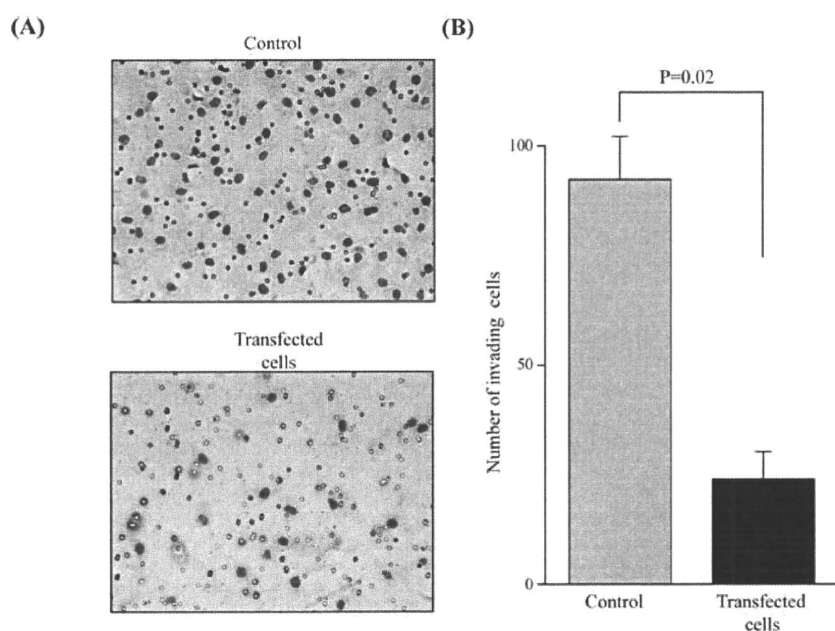 (A)
Control
Transfected
cells
(B)
P=0.02
100
50
0
Number of invading cells
Control
Transfected
cells